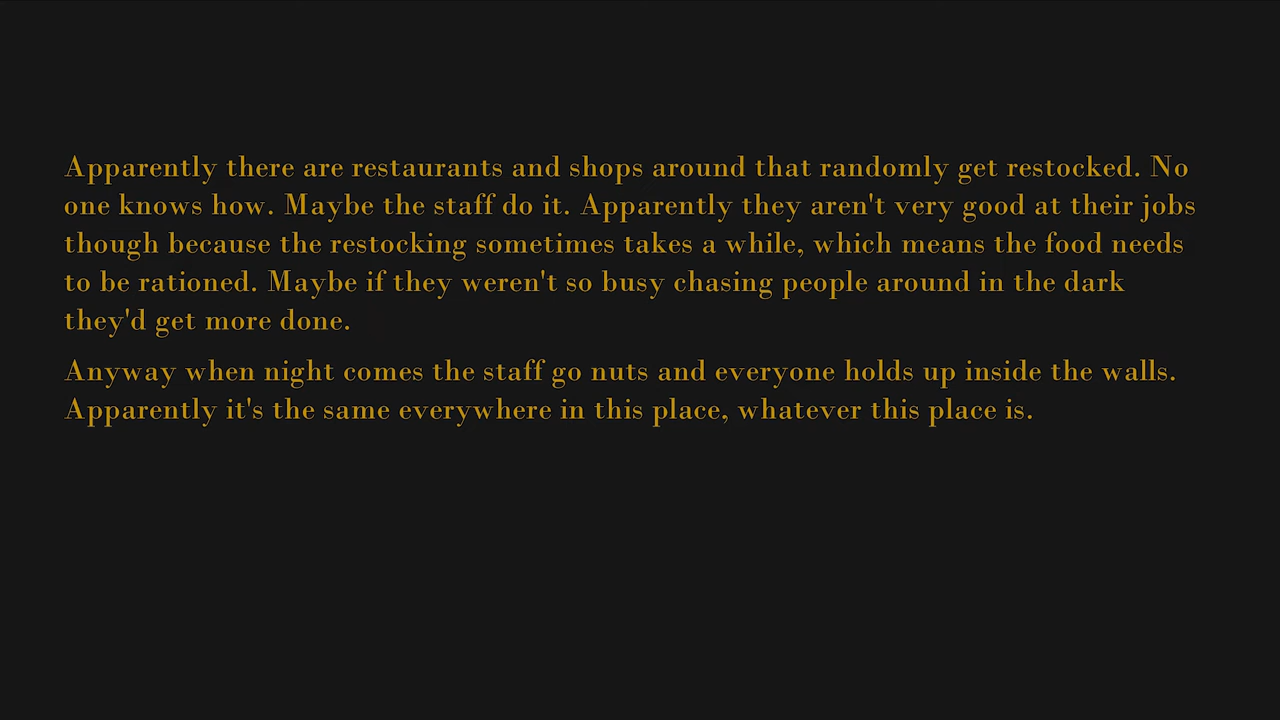 Apparently there are restaurants and shops around that randomly get restocked. No
one knows how. Maybe the staff do it. Apparently they aren't very good at their jobs
though because the restocking sometimes takes a while, which means the food needs
to be rationed. Maybe if they weren't so busy chasing people around in the dark
they'd get more done.
Anyway when night comes the staff go nuts and everyone holds up inside the walls.
Apparently it's the same everywhere in this place, whatever this place is.